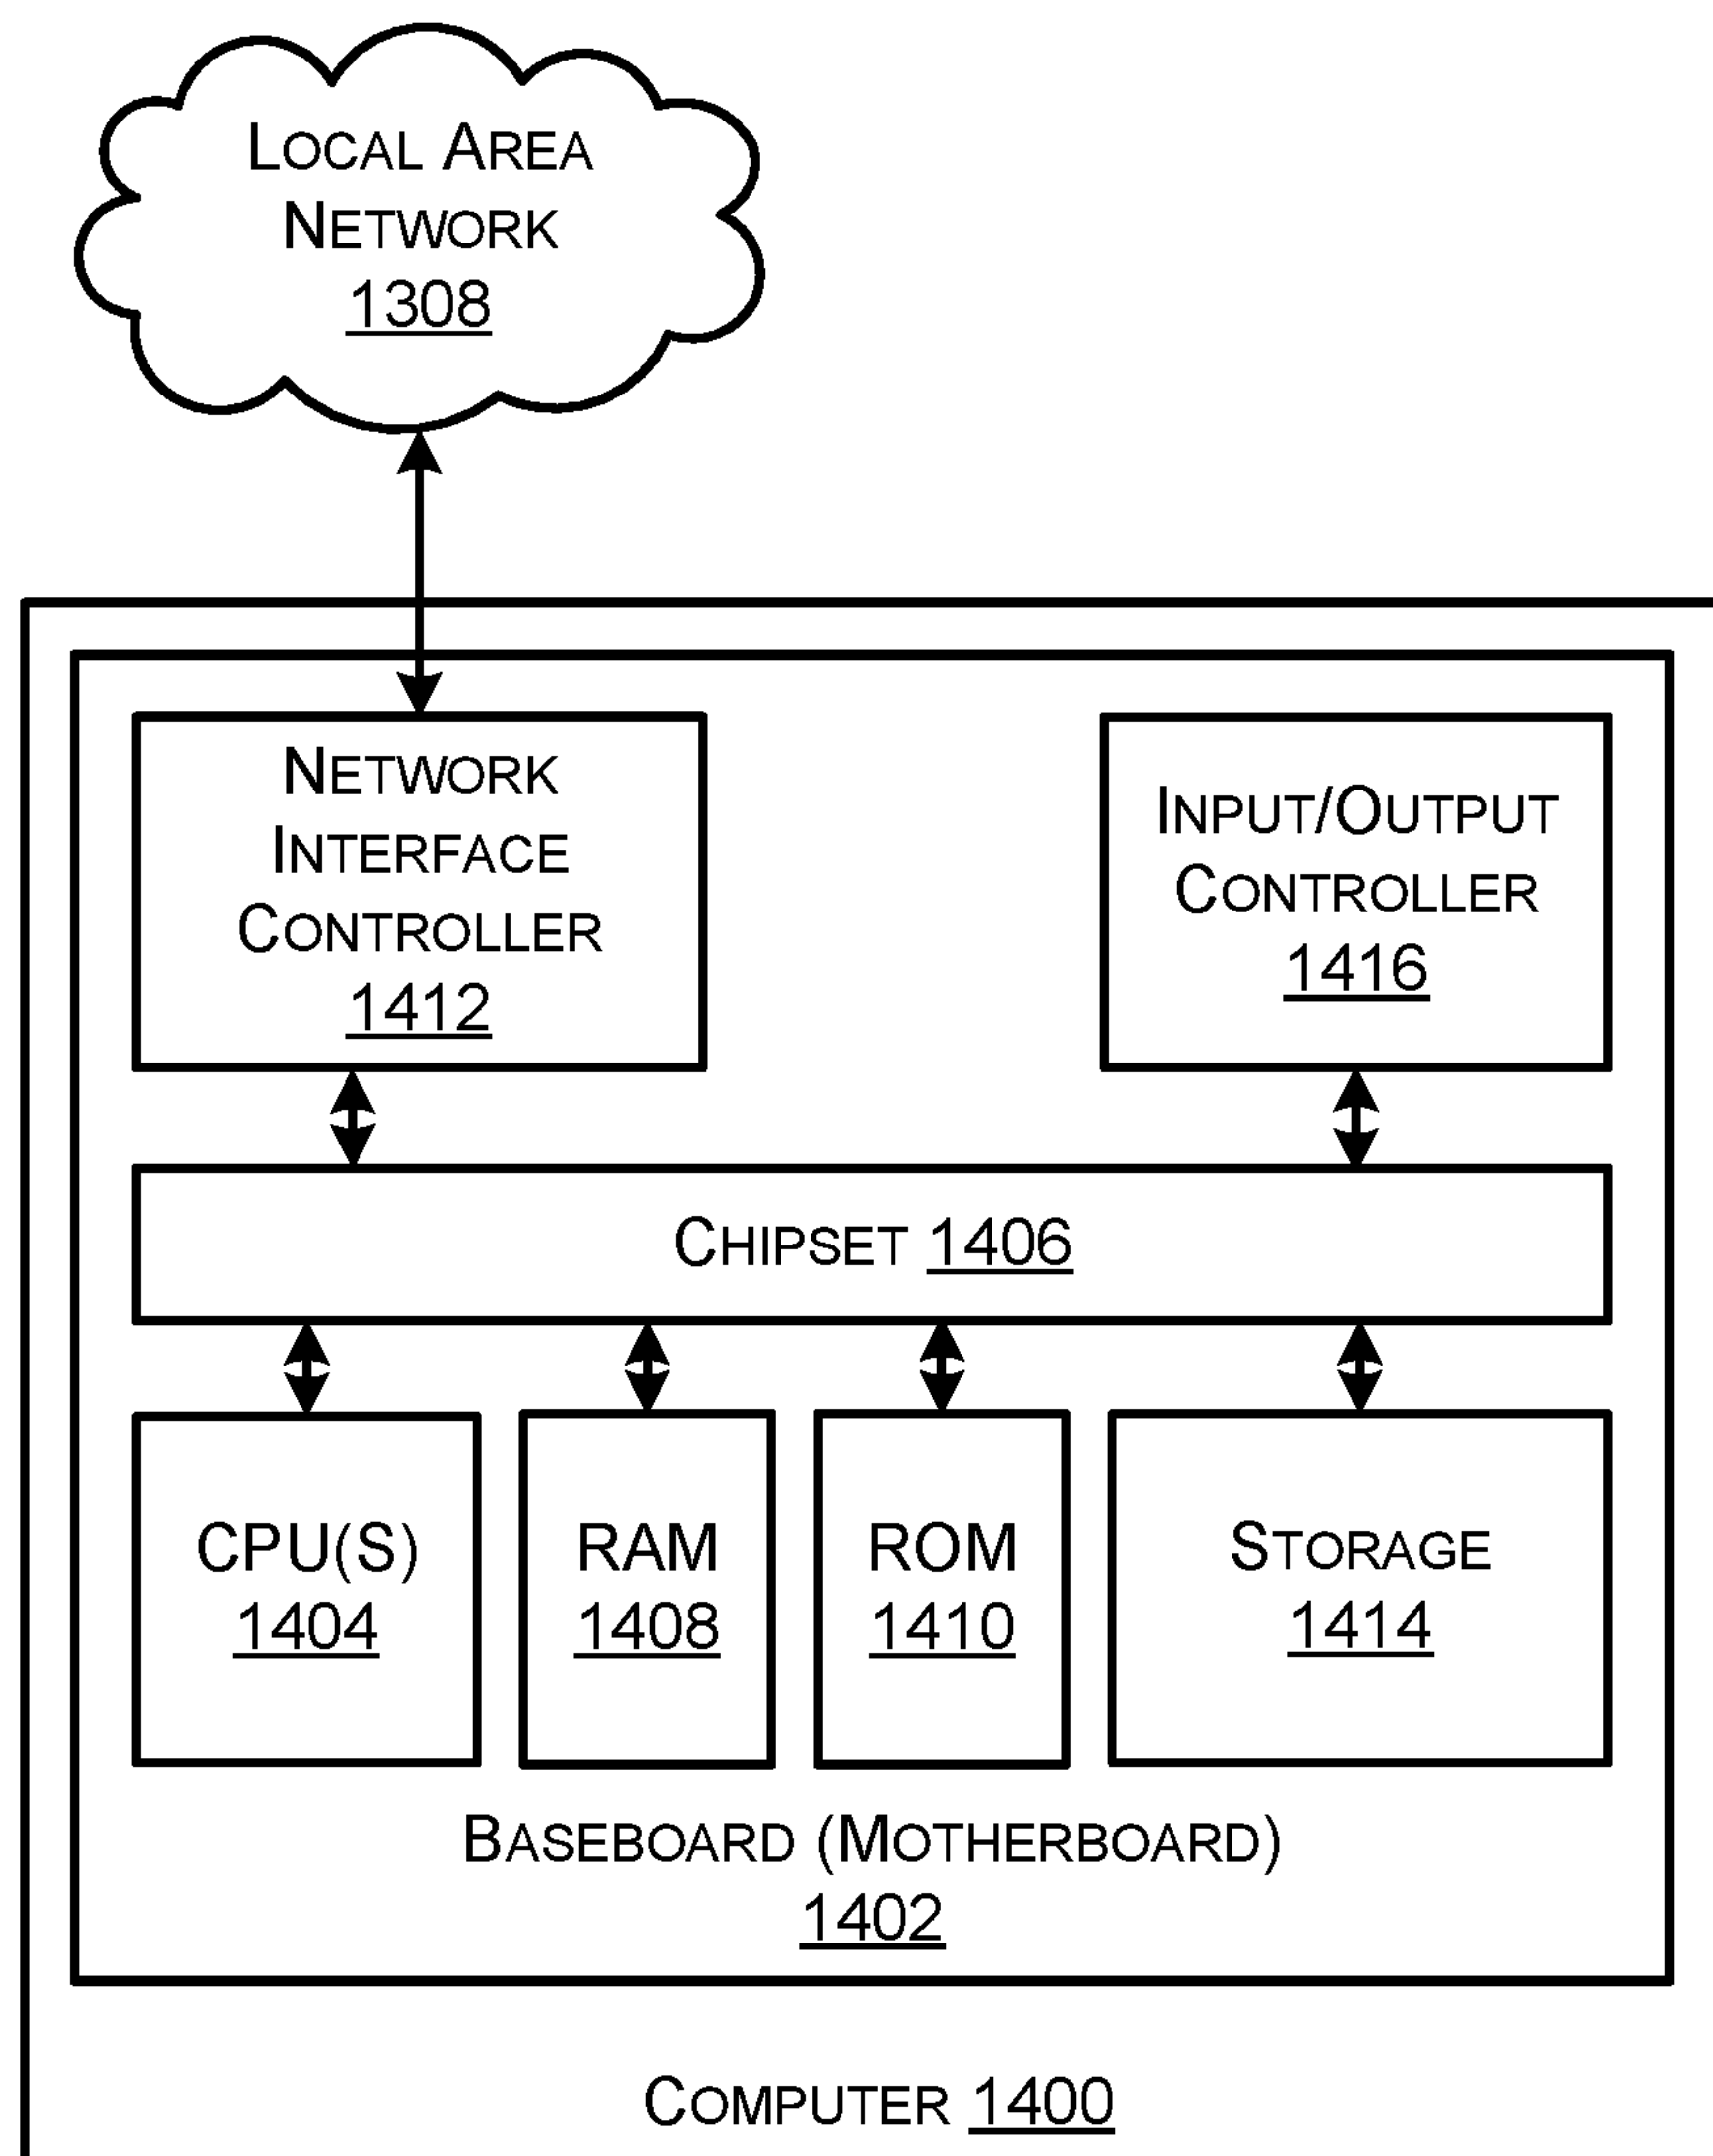 LOCAL AREA
NETWORK
1308
NETWORK
INTERFACE
CONTROLLER
1412
INPUT/OUTPUT
CONTROLLER
1416
CHIPSET 1406
CPU(S)
1404
RAM
1408
ROM
1410
STORAGE
1414
BASEBOARD (MOTHERBOARD)
1402
COMPUTER 1400